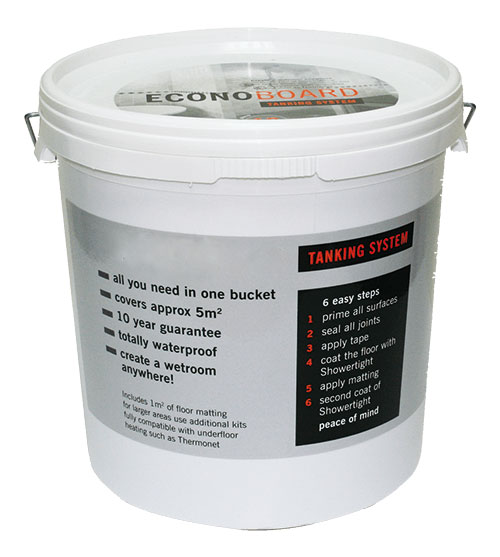 ECONOBOARD
TANKING SYSTEM
all you need in one bucket
covers approx 5m²
10 year guarantee
totally waterproof
create a wetroom
anywhere!
Includes 1m² of floor matting
for larger areas use additional kits
fully compatible with underfloor
heating such as Thermonet
TANKING SYSTEM
6 easy steps
1 prime all surfaces
2 seal all joints
3 apply tape
4 coat the floor with
Showertight
5 apply matting
6 second coat of
Showertight
peace of mind